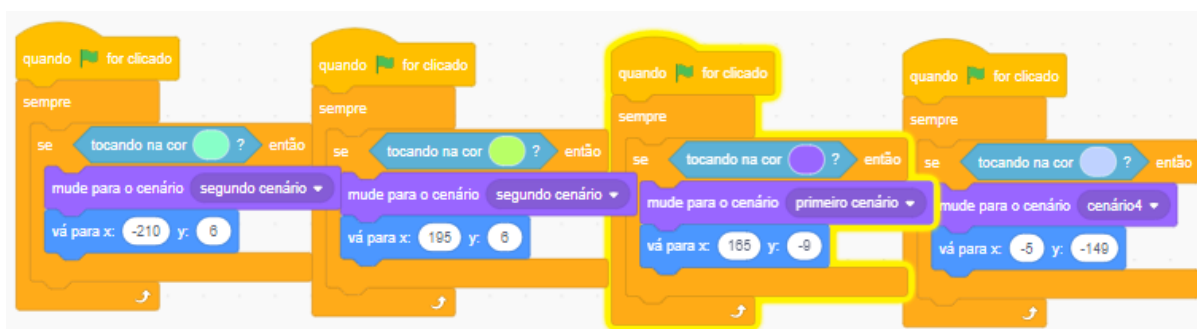 quando for clicado
sempre
se tocando na cor ? então
mude para o cenário segundo cenário
vá para x: -210 y: 6
quando for clicado
sempre
se tocando na cor ? então
mude para o cenário segundo cenário
vá para x: 195 y: 6
quando for clicado
sempre
se tocando na cor ? então
mude para o cenário primeiro cenário
vá para x: 165 y: -9
quando for clicado
sempre
se tocando na cor ? então
mude para o cenário cenário4
vá para x: -5 y: -149